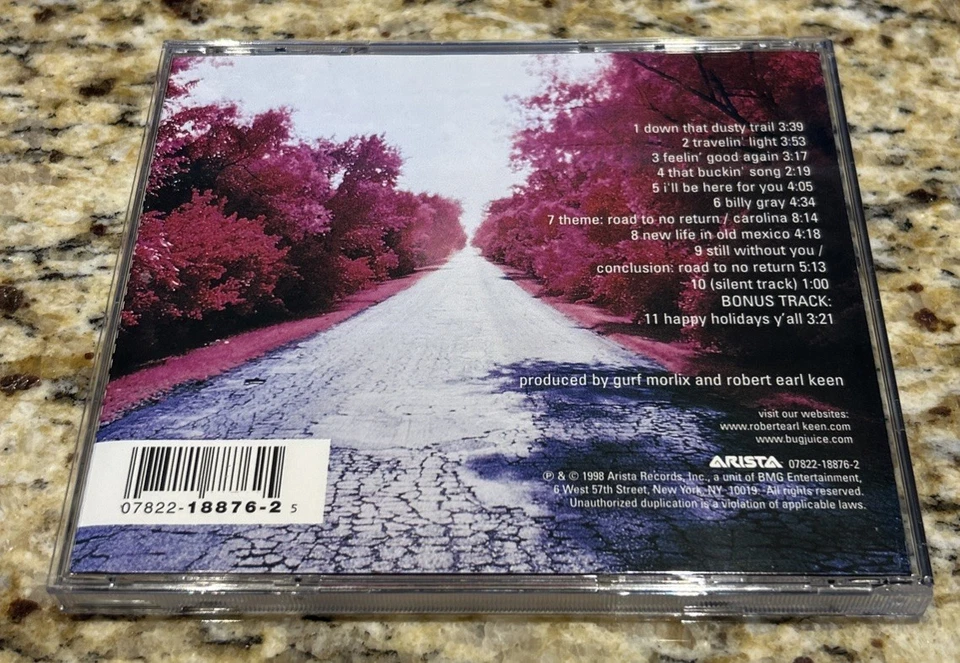 1 down that dusty trail 3:39
2 travelin' light 3:53
3 feelin' good again 3:17
4 that buckin' song 2:19
5 i'll be here for you 4:05
6 billy gray 4:34
7 theme: road to no return / carolina 8:14
8 new life in old mexico 4:18
9 still without you /
conclusion: road to no return 5:13
10 (silent track) 1:00
BONUS TRACK:
11 happy holidays y'all 3:21
produced by gurf morlix and robert earl keen
visit our websites:
www.robertearl keen.com
www.bugjuice.com
ARISTA 07822-18876-2
℗ & © 1998 Arista Records, Inc., a unit of BMG Entertainment,
6 West 57th Street, New York, NY 10019. All rights reserved.
Unauthorized duplication is a violation of applicable laws.
07822-18876-2 5